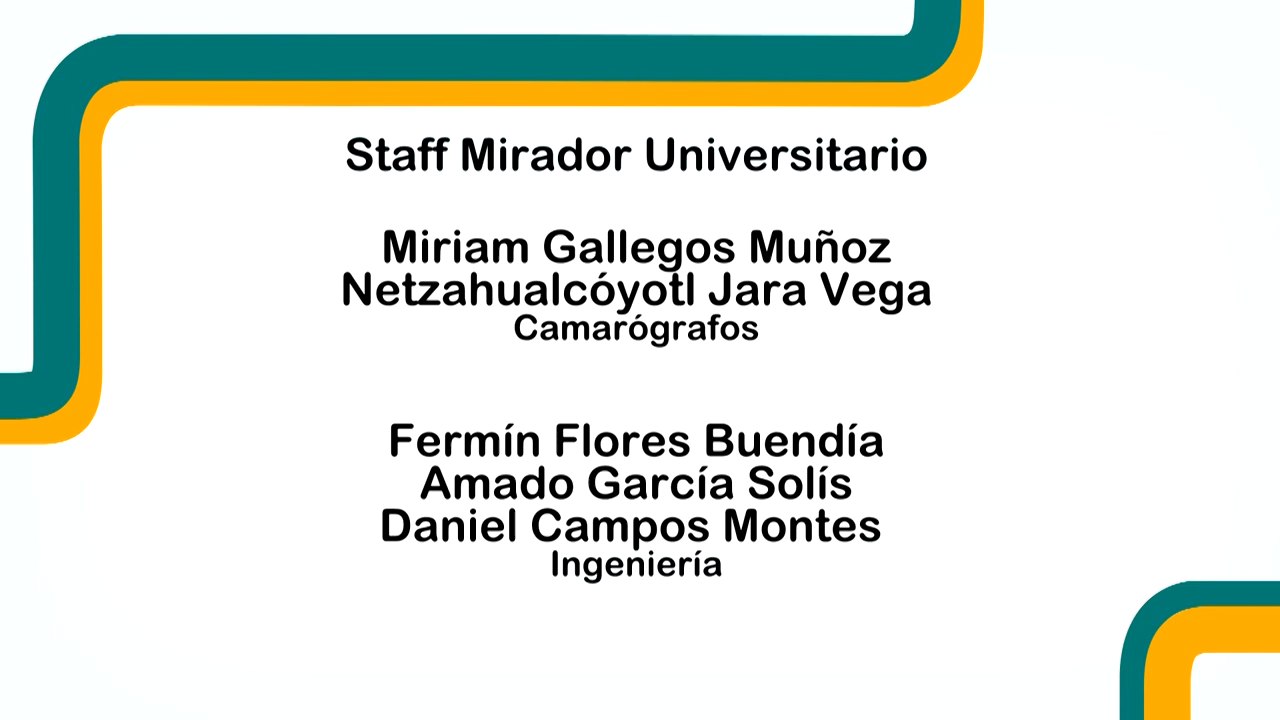 Staff Mirador Universitario
Miriam Gallegos Muñoz
Netzahualcóyotl Jara Vega
Camarógrafos
Fermín Flores Buendía
Amado García Solís
Daniel Campos Montes
Ingeniería